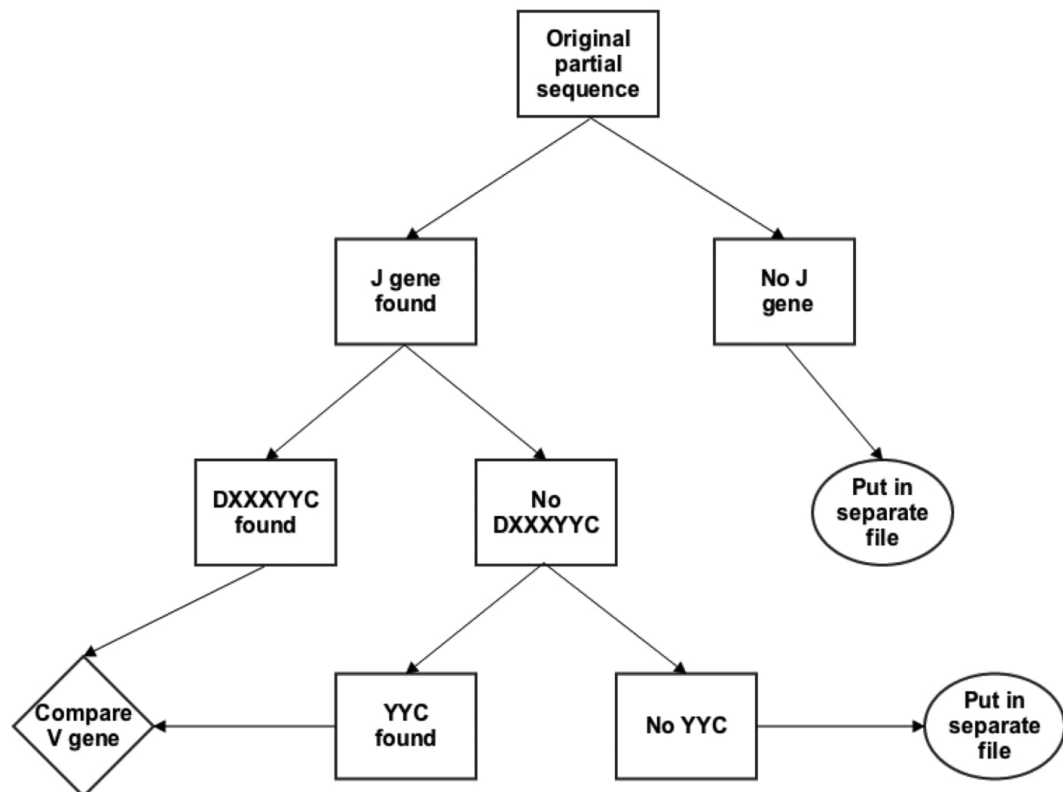 Original
partial
sequence
J gene
found
No J
gene
DXXXYYC
found
No
DXXXYYC
Put in
separate
file
Compare
V gene
YYC
found
No YYC
Put in
separate
file